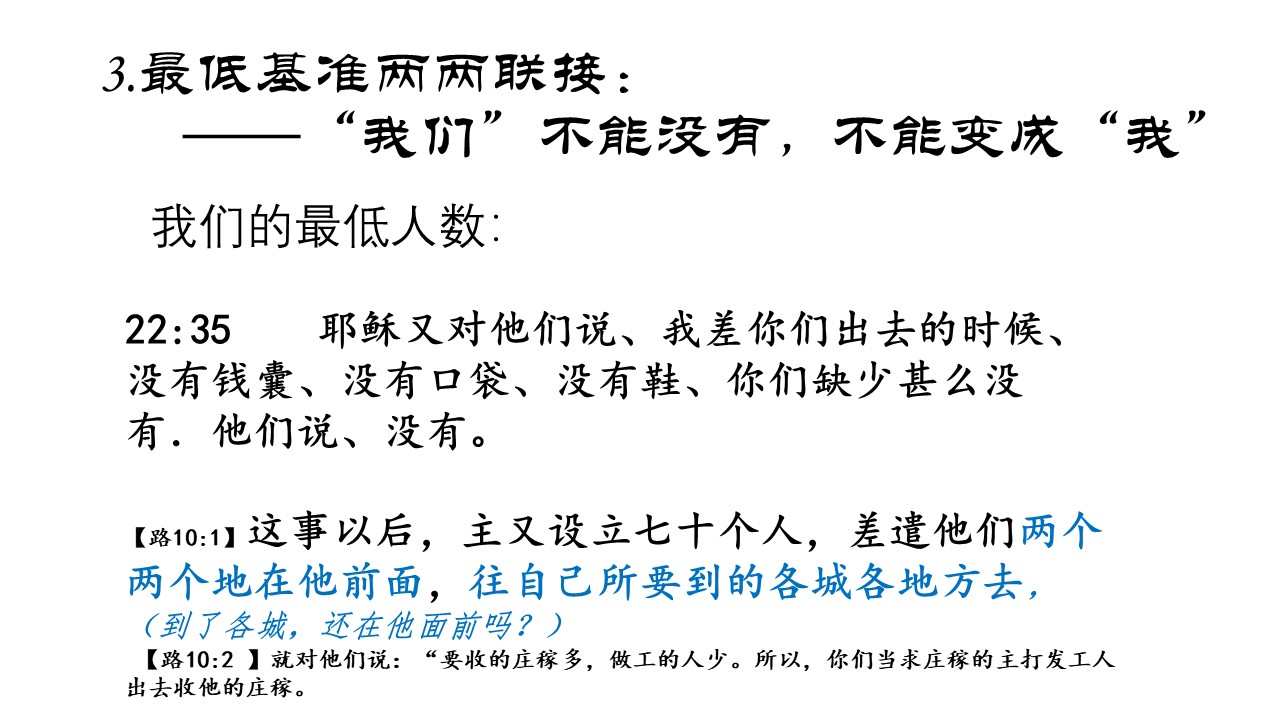 3.最低基准两两联接：
——“我们”不能没有，不能变成“我”
我们的最低人数：
22:35 耶稣又对他们说、我差你们出去的时候、
没有钱囊、没有口袋、没有鞋、你们缺少甚么没
有．他们说、没有。
【路10:1】这事以后，主又设立七十个人，差遣他们两个
两个地在他前面，往自己所要到的各城各地方去，
（到了各城，还在他面前吗？）
【路10:2 】就对他们说：“要收的庄稼多，做工的人少。所以，你们当求庄稼的主打发工人
出去收他的庄稼。